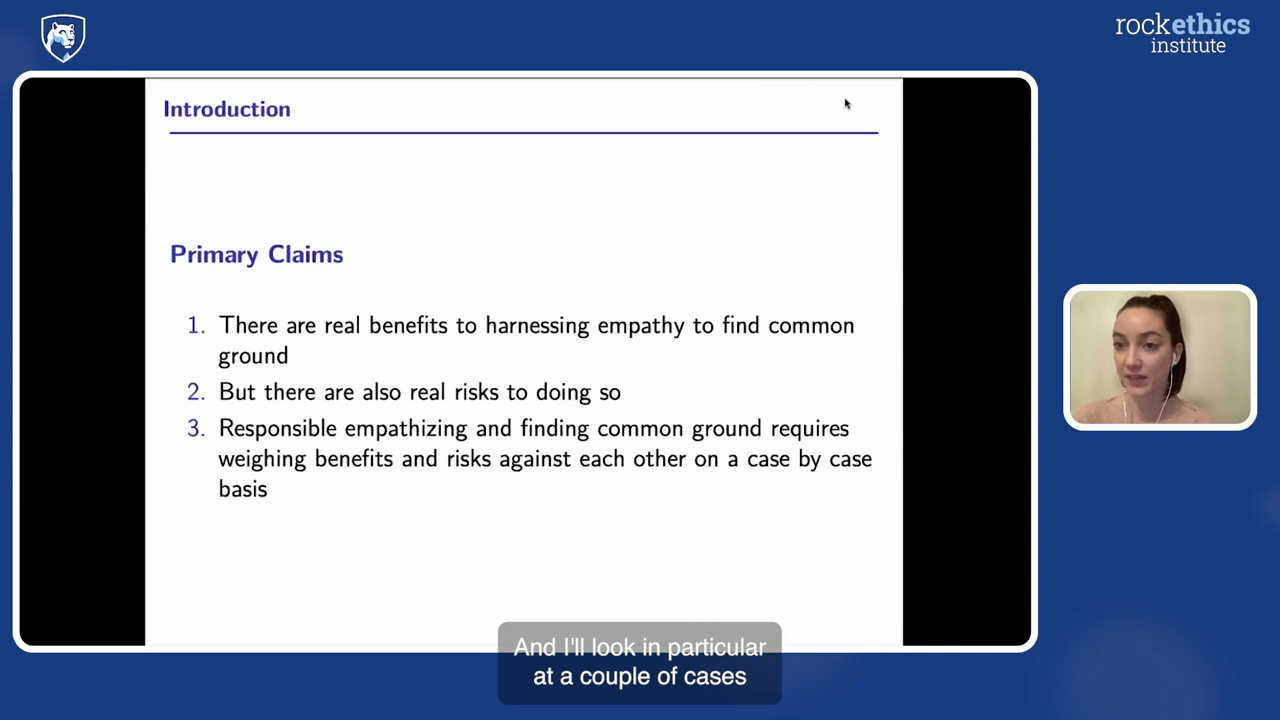 rockethics
institute
Introduction
Primary Claims
1. There are real benefits to harnessing empathy to find common
ground
2. But there are also real risks to doing so
3. Responsible empathizing and finding common ground requires
weighing benefits and risks against each other on a case by case
basis
And I'll look in particular
at a couple of cases